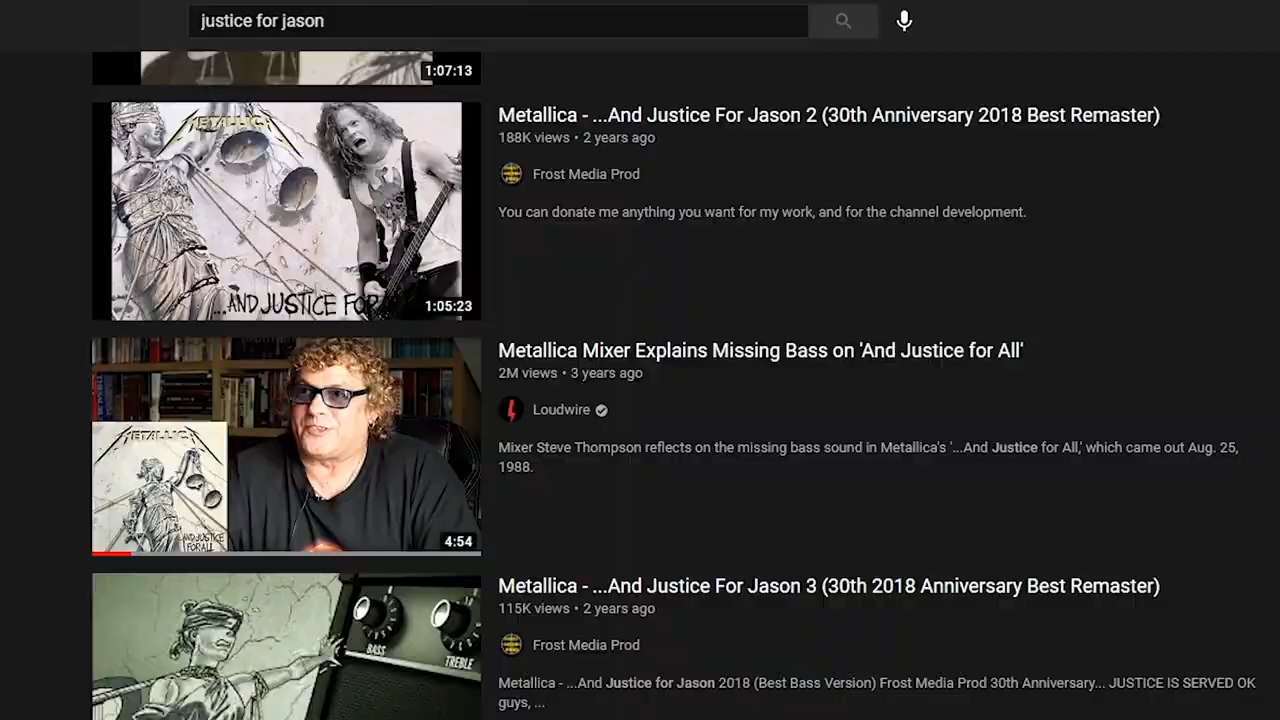 justice for jason
1:07:13
METALLICA
...AND JUSTICE FOR
1:05:23
Metallica - ...And Justice For Jason 2 (30th Anniversary 2018 Best Remaster)
188K views • 2 years ago
Frost Media Prod
You can donate me anything you want for my work, and for the channel development.
METALLICA
...AND JUSTICE
FOR ALL
4:54
Metallica Mixer Explains Missing Bass on 'And Justice for All'
2M views • 3 years ago
Loudwire
Mixer Steve Thompson reflects on the missing bass sound in Metallica's '...And Justice for All,' which came out Aug. 25,
1988.
BASS
TREBLE
Metallica - ...And Justice For Jason 3 (30th 2018 Anniversary Best Remaster)
115K views • 2 years ago
Frost Media Prod
Metallica - ...And Justice for Jason 2018 (Best Bass Version) Frost Media Prod 30th Anniversary... JUSTICE IS SERVED OK
guys, ...